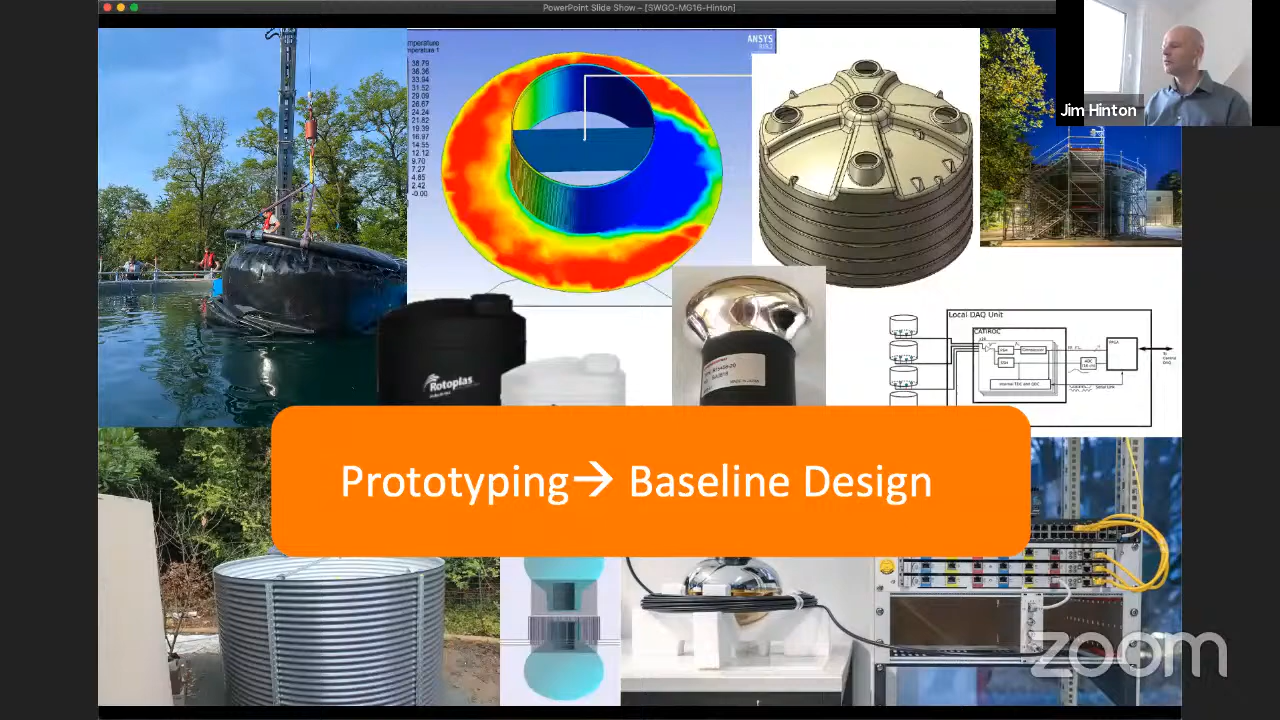 PowerPoint Slide Show – [SWGO-MG16-Hinton]
ANSYS
Temperature 1
38.79
36.36
33.94
31.52
29.09
26.67
24.24
21.82
19.39
16.97
14.55
12.12
9.70
7.27
4.85
2.42
-0.00
Jim Hinton
Local DAQ Unit
CATIROC
Rotoplas
Prototyping→ Baseline Design
zoom